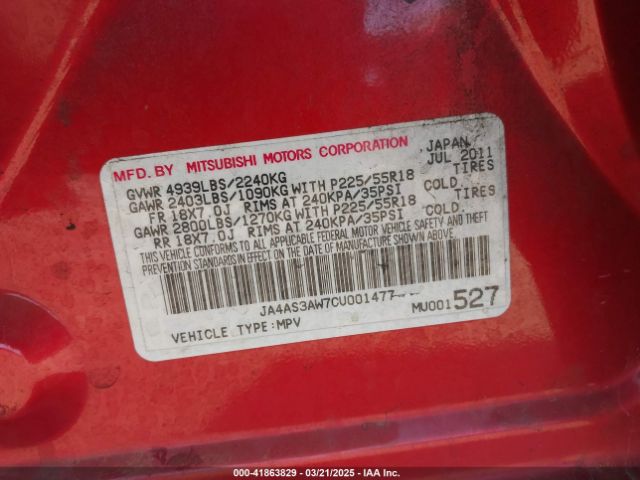 MFD. BY MITSUBISHI MOTORS CORPORATION JAPAN
JUL 2011
GVWR 4939LBS/2240KG
GAWR 2403LBS/1090KG WITH P225/55R18 TIRES
FR 18X7.0J RIMS AT 240KPA/35PSI COLD.
GAWR 2800LBS/1270KG WITH P225/55R18 TIRES
RR 18X7.0J RIMS AT 240KPA/35PSI COLD.
THIS VEHICLE CONFORMS TO ALL APPLICABLE FEDERAL MOTOR VEHICLE SAFETY, BUMPER AND THEFT
PREVENTION STANDARDS IN EFFECT ON THE DATE OF MANUFACTURE SHOWN ABOVE.
JA4AS3AW7CU001477
VEHICLE TYPE:MPV MU001527
000-41863829 - 03/21/2025 - IAA Inc.